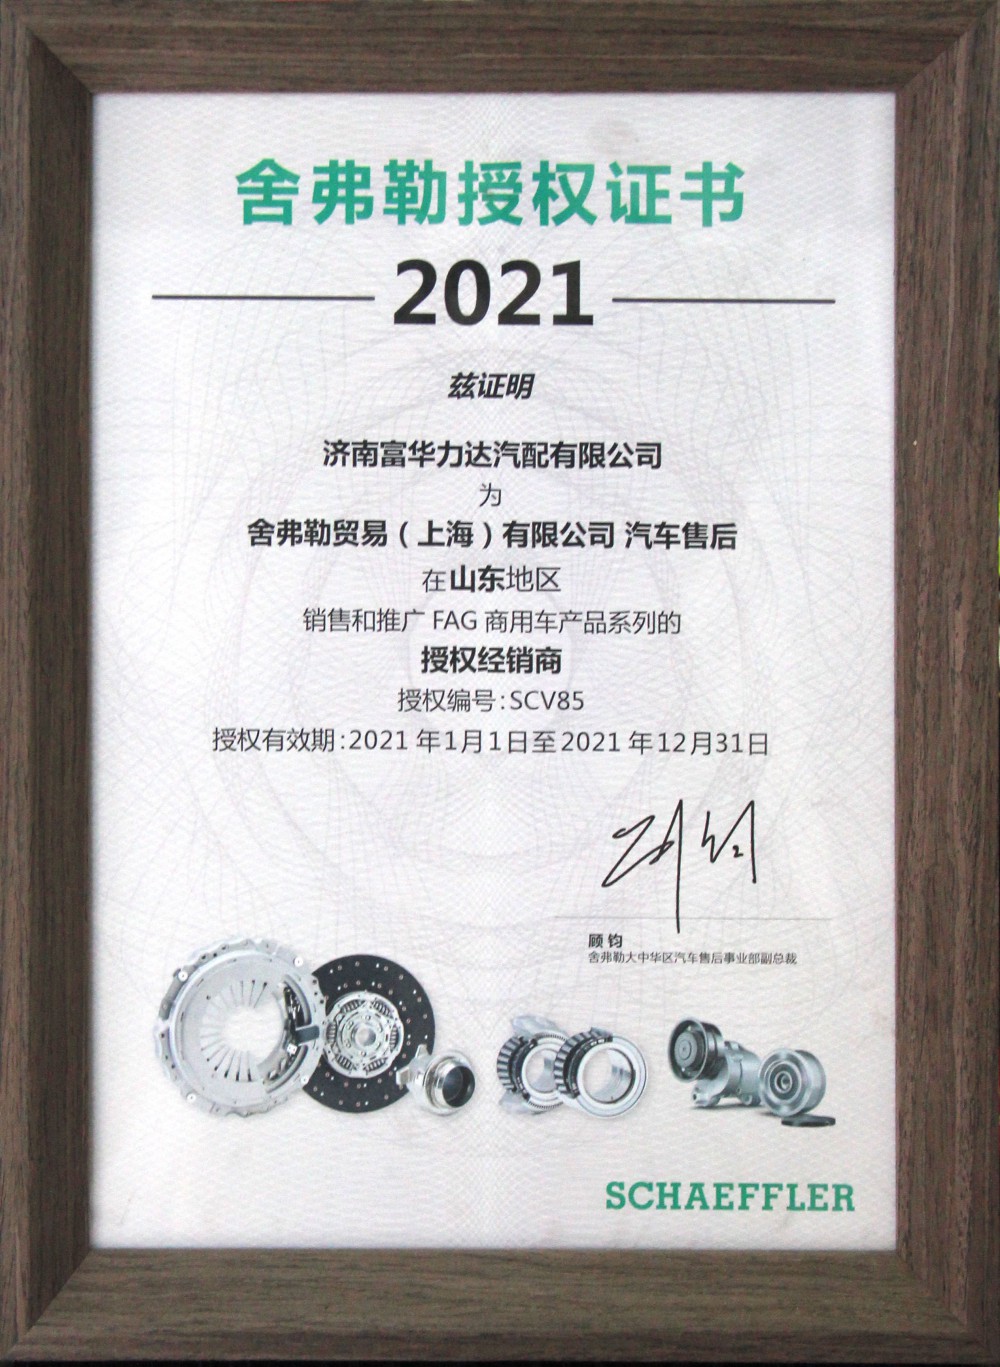 舍弗勒授权证书
2021
兹证明
济南富华力达汽配有限公司
为
舍弗勒贸易（上海）有限公司 汽车售后
在山东地区
销售和推广 FAG 商用车产品系列的
授权经销商
授权编号:SCV85
授权有效期:2021 年1月1日至2021 年12月31日
顾 钧
舍弗勒大中华区汽车售后事业部副总裁
SCHAEFFLER